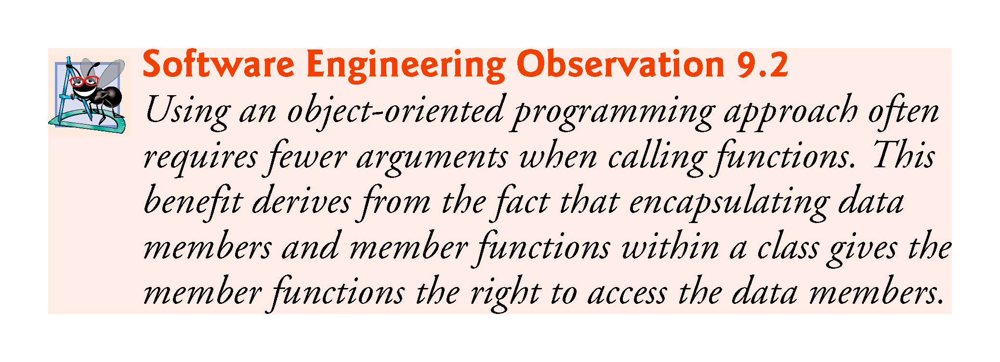 Software Engineering Observation 9.2
Using an object-oriented programming approach often
requires fewer arguments when calling functions. This
benefit derives from the fact that encapsulating data
members and member functions within a class gives the
member functions the right to access the data members.